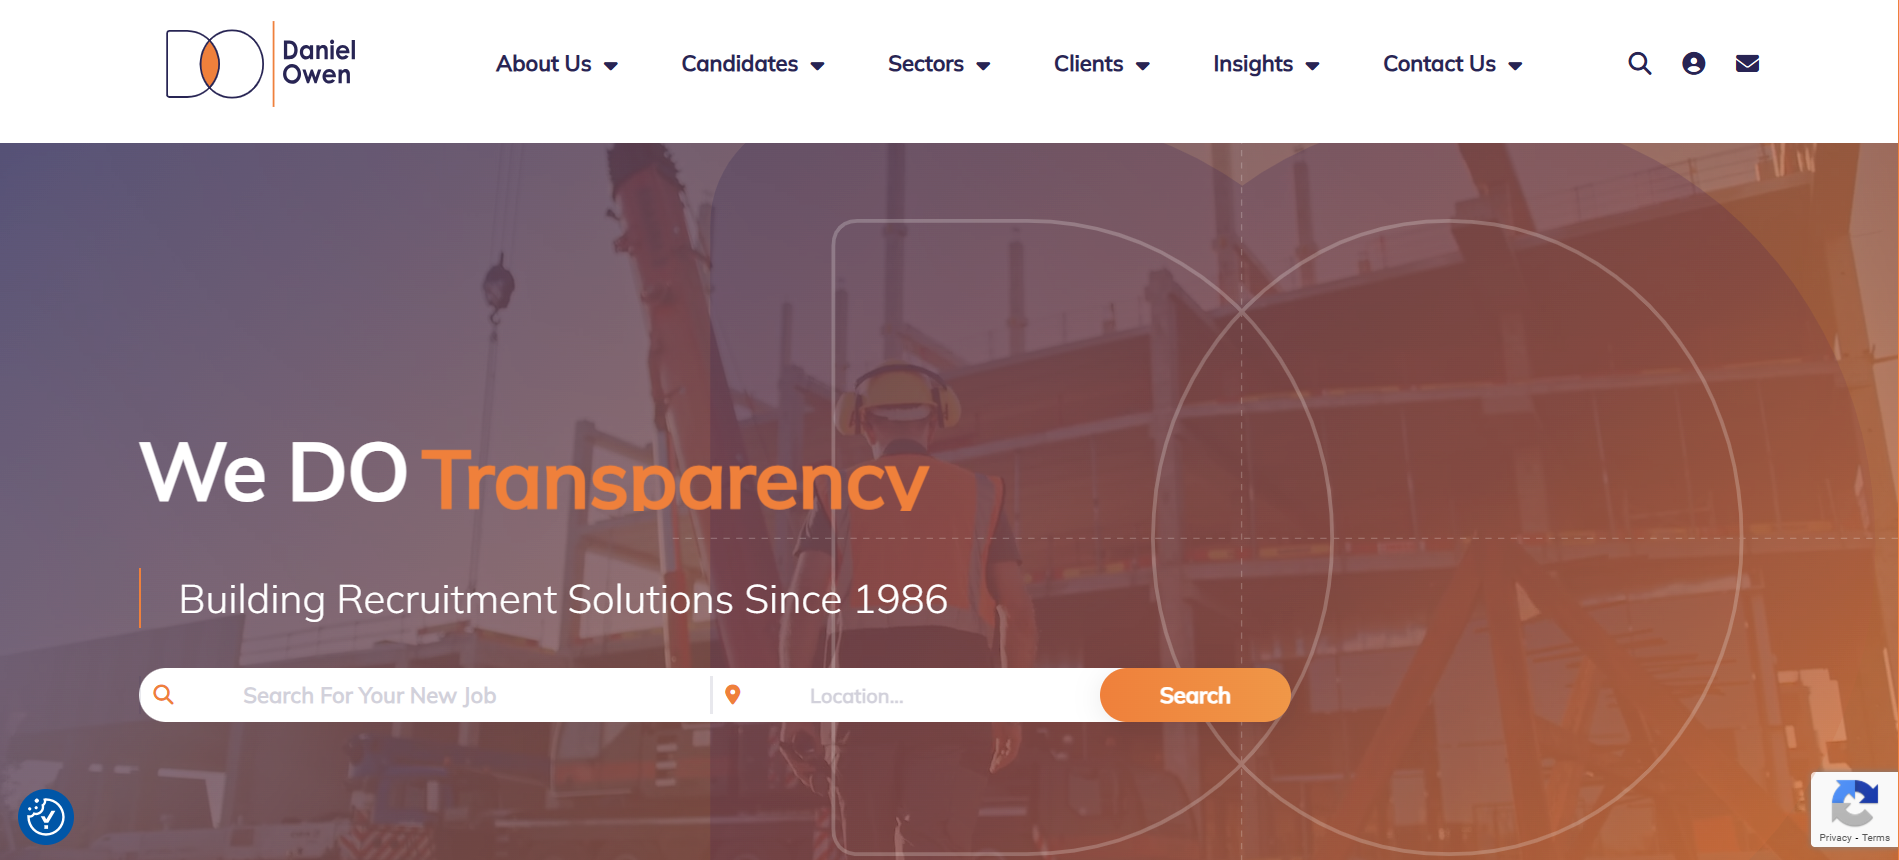 Daniel
Owen
About Us
Candidates
Sectors
Clients
Insights
Contact Us
We DO Transparency
Building Recruitment Solutions Since 1986
Search For Your New Job
Location...
Search
Privacy - Terms